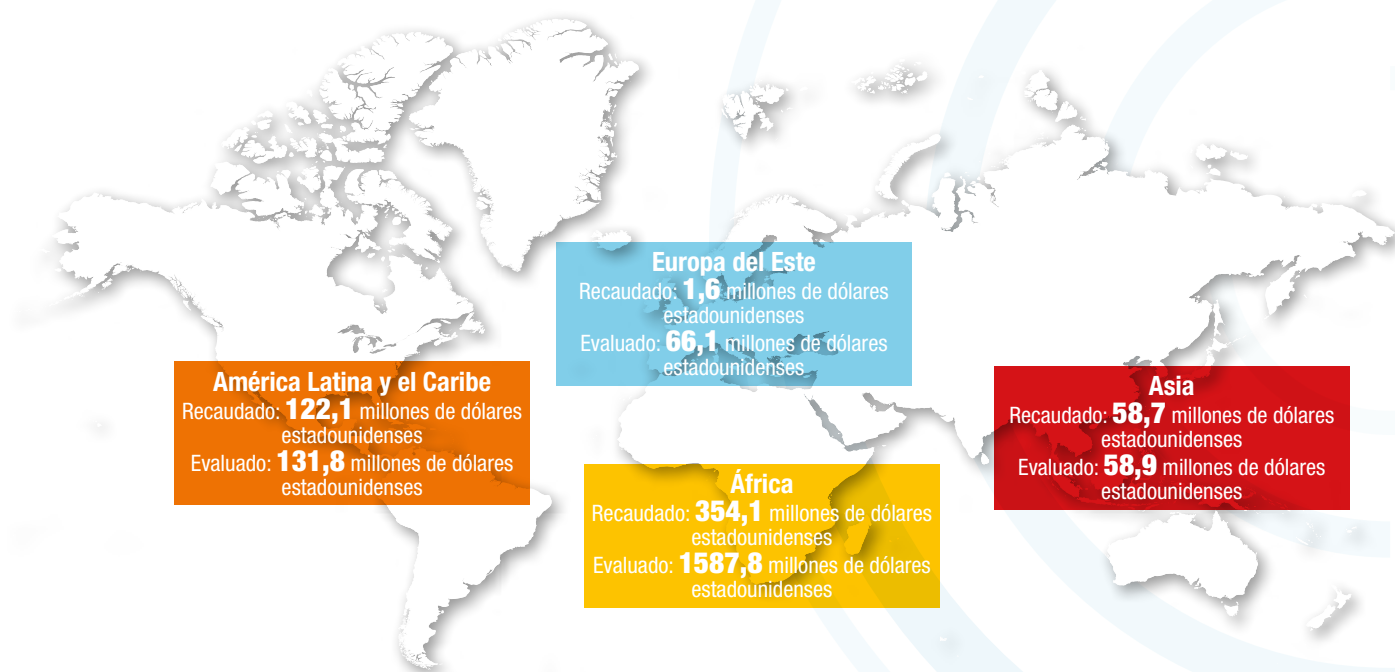 Europa del Este
Recaudado: 1,6 millones de dólares
estadounidenses
Evaluado: 66,1 millones de dólares
estadounidenses
América Latina y el Caribe
Recaudado: 122,1 millones de dólares
estadounidenses
Evaluado: 131,8 millones de dólares
estadounidenses
Asia
Recaudado: 58,7 millones de dólares
estadounidenses
Evaluado: 58,9 millones de dólares
estadounidenses
África
Recaudado: 354,1 millones de dólares
estadounidenses
Evaluado: 1587,8 millones de dólares
estadounidenses